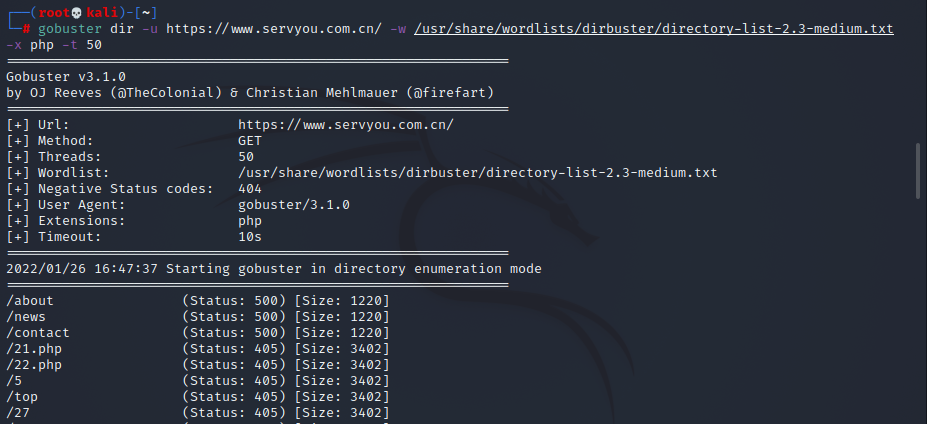 (root💀kali)-[~]
# gobuster dir -u https://www.servyou.com.cn/ -w /usr/share/wordlists/dirbuster/directory-list-2.3-medium.txt
-x php -t 50
===============================================================
Gobuster v3.1.0
by OJ Reeves (@TheColonial) & Christian Mehlmauer (@firefart)
===============================================================
[+] Url: https://www.servyou.com.cn/
[+] Method: GET
[+] Threads: 50
[+] Wordlist: /usr/share/wordlists/dirbuster/directory-list-2.3-medium.txt
[+] Negative Status codes: 404
[+] User Agent: gobuster/3.1.0
[+] Extensions: php
[+] Timeout: 10s
===============================================================
2022/01/26 16:47:37 Starting gobuster in directory enumeration mode
===============================================================
/about (Status: 500) [Size: 1220]
/news (Status: 500) [Size: 1220]
/contact (Status: 500) [Size: 1220]
/21.php (Status: 405) [Size: 3402]
/22.php (Status: 405) [Size: 3402]
/5 (Status: 405) [Size: 3402]
/top (Status: 405) [Size: 3402]
/27 (Status: 405) [Size: 3402]